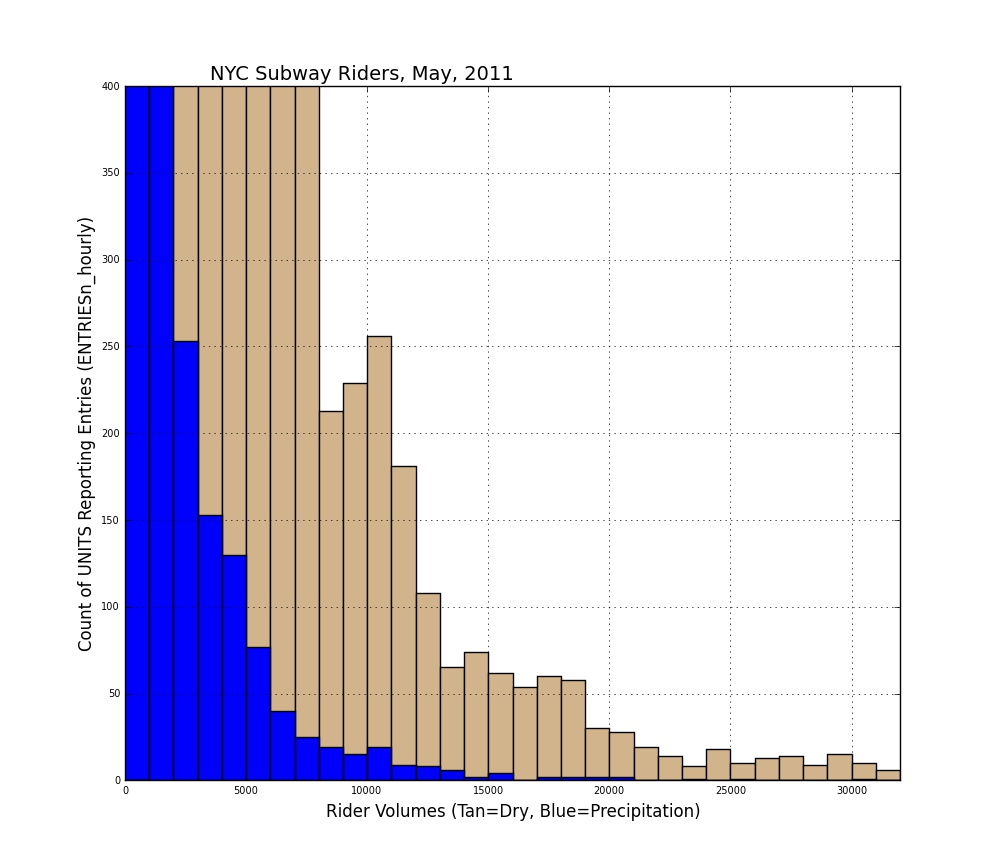 NYC Subway Riders, May, 2011
400
350
300
250
200
150
100
50
0
Count of UNITS Reporting Entries (ENTRIESn_hourly)
0 5000 10000 15000 20000 25000 30000
Rider Volumes (Tan=Dry, Blue=Precipitation)